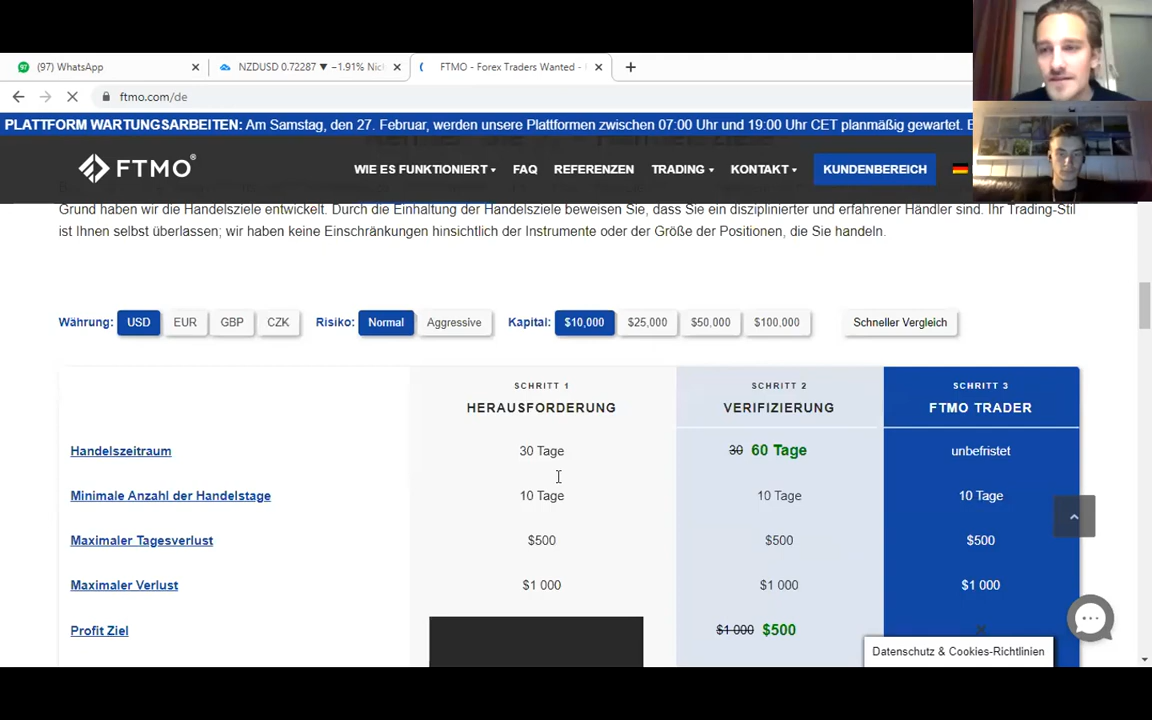 (97) WhatsApp
NZDUSD 0.72287 ▼ −1.91% Nick
FTMO - Forex Traders Wanted -
ftmo.com/de
PLATTFORM WARTUNGSARBEITEN: Am Samstag, den 27. Februar, werden unsere Plattformen zwischen 07:00 Uhr und 19:00 Uhr CET planmäßig gewartet. E
FTMO® WIE ES FUNKTIONIERT FAQ REFERENZEN TRADING KONTAKT KUNDENBEREICH
Grund haben wir die Handelsziele entwickelt. Durch die Einhaltung der Handelsziele beweisen Sie, dass Sie ein disziplinierter und erfahrener Händler sind. Ihr Trading-Stil
ist Ihnen selbst überlassen; wir haben keine Einschränkungen hinsichtlich der Instrumente oder der Größe der Positionen, die Sie handeln.
Währung: USD EUR GBP CZK Risiko: Normal Aggressive Kapital: $10,000 $25,000 $50,000 $100,000 Schneller Vergleich
SCHRITT 1 SCHRITT 2 SCHRITT 3
HERAUSFORDERUNG VERIFIZIERUNG FTMO TRADER
Handelszeitraum 30 Tage 30 60 Tage unbefristet
Minimale Anzahl der Handelstage 10 Tage 10 Tage 10 Tage
Maximaler Tagesverlust $500 $500 $500
Maximaler Verlust $1 000 $1 000 $1 000
Profit Ziel $1 000 $500
Datenschutz & Cookies-Richtlinien